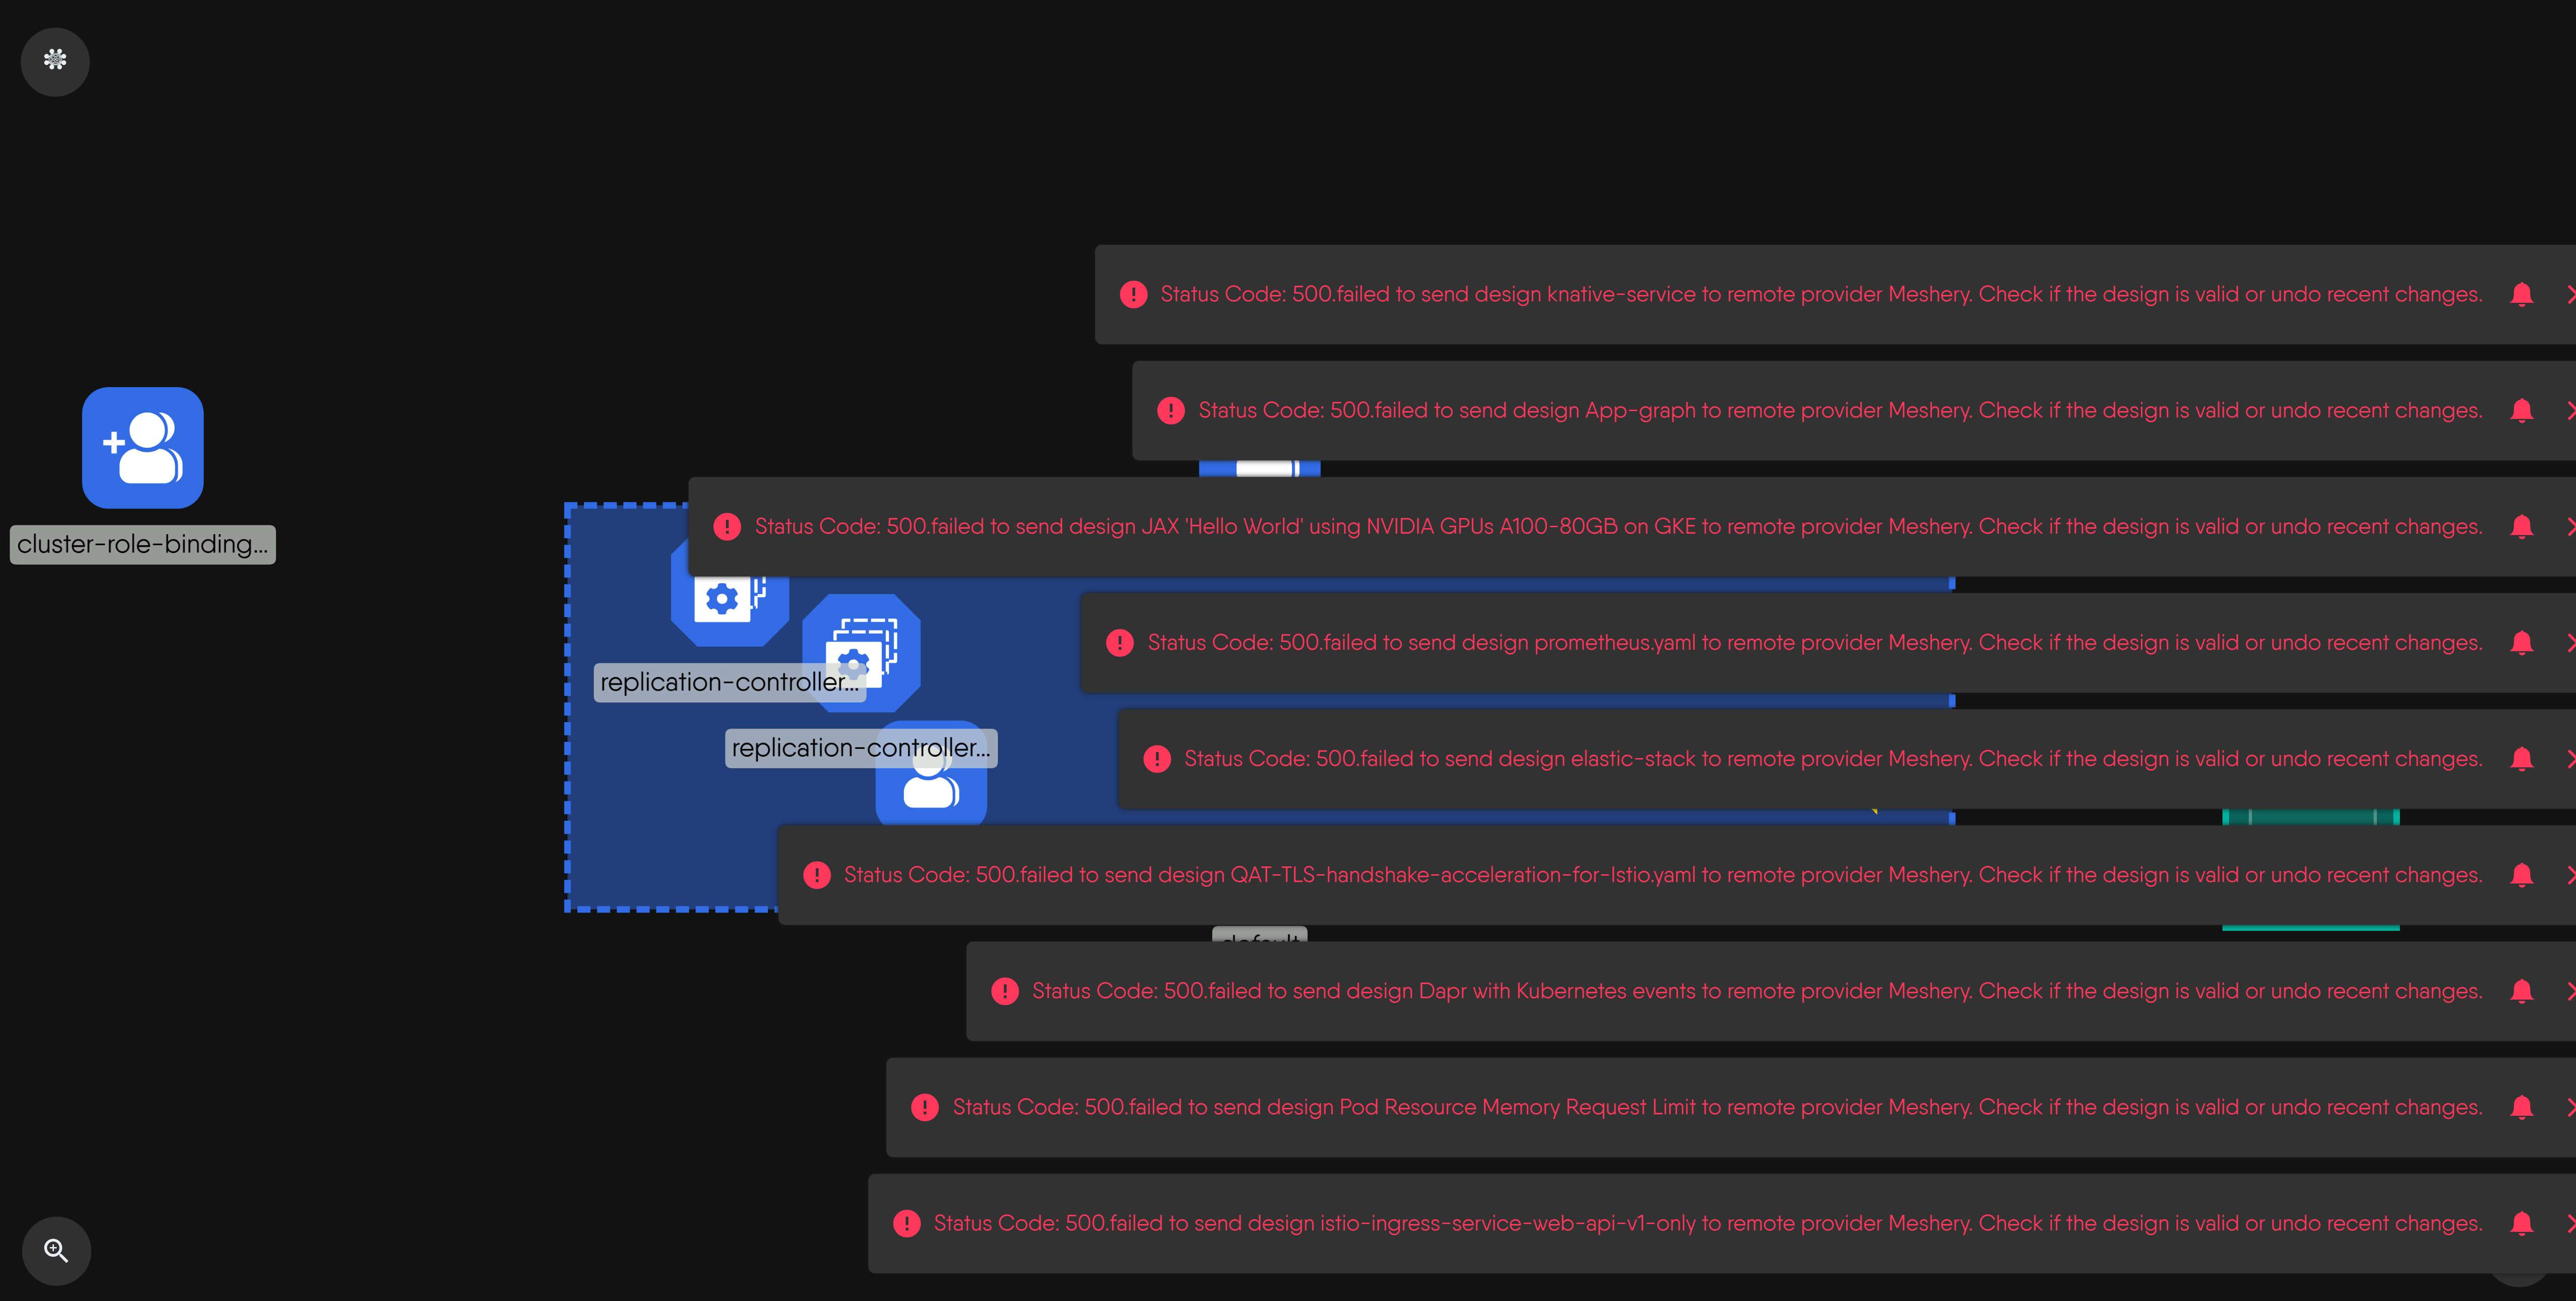 Status Code: 500.failed to send design knative-service to remote provider Meshery. Check if the design is valid or undo recent changes.
Status Code: 500.failed to send design App-graph to remote provider Meshery. Check if the design is valid or undo recent changes.
Status Code: 500.failed to send design JAX 'Hello World' using NVIDIA GPUs A100-80GB on GKE to remote provider Meshery. Check if the design is valid or undo recent changes.
cluster-role-binding...
Status Code: 500.failed to send design prometheus.yaml to remote provider Meshery. Check if the design is valid or undo recent changes.
replication-controller...
replication-controller...
Status Code: 500.failed to send design elastic-stack to remote provider Meshery. Check if the design is valid or undo recent changes.
Status Code: 500.failed to send design QAT-TLS-handshake-acceleration-for-Istio.yaml to remote provider Meshery. Check if the design is valid or undo recent changes.
default
Status Code: 500.failed to send design Dapr with Kubernetes events to remote provider Meshery. Check if the design is valid or undo recent changes.
Status Code: 500.failed to send design Pod Resource Memory Request Limit to remote provider Meshery. Check if the design is valid or undo recent changes.
Status Code: 500.failed to send design istio-ingress-service-web-api-v1-only to remote provider Meshery. Check if the design is valid or undo recent changes.